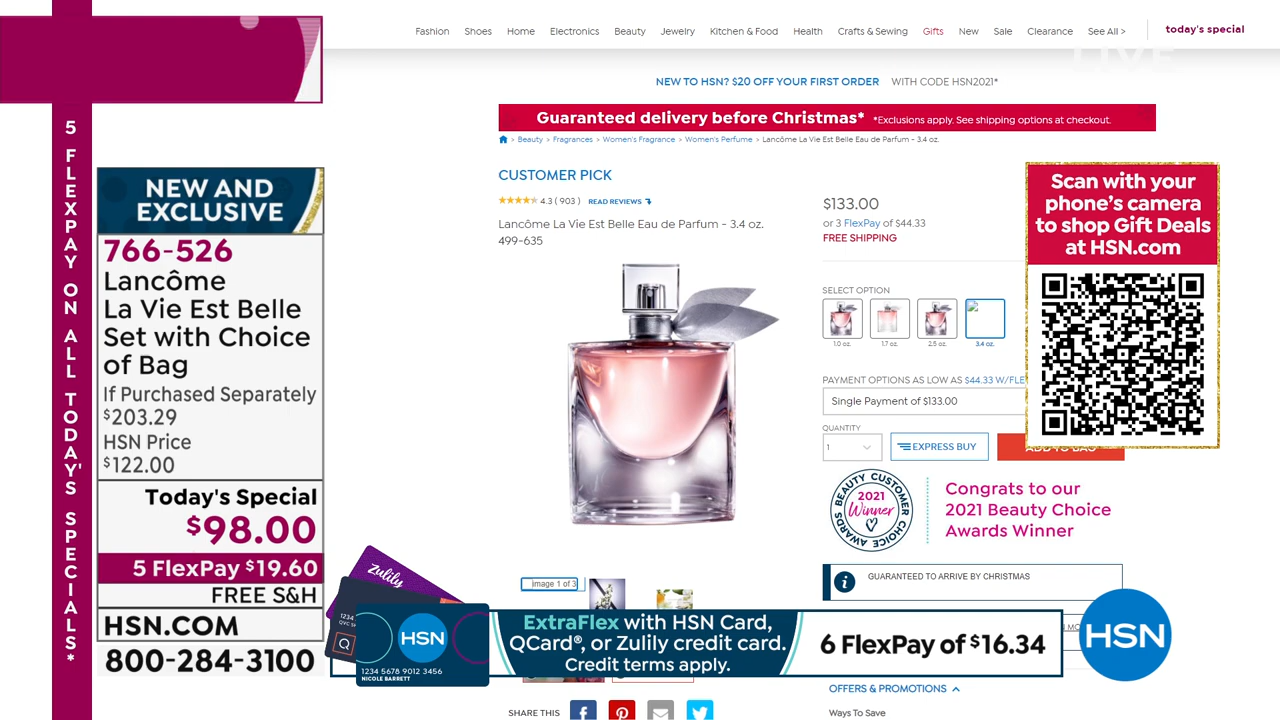 Fashion Shoes Home Electronics Beauty Jewelry Kitchen & Food Health Crafts & Sewing Gifts New Sale Clearance See All > today's special
LIVE
NEW TO HSN? $20 OFF YOUR FIRST ORDER WITH CODE HSN2021*
Guaranteed delivery before Christmas* *Exclusions apply. See shipping options at checkout.
> Beauty > Fragrances > Women's Fragrance > Women's Perfume > Lancôme La Vie Est Belle Eau de Parfum - 3.4 oz.
5 FLEXPAY ON ALL TODAY'S SPECIALS*
NEW AND
EXCLUSIVE
766-526
Lancôme
La Vie Est Belle
Set with Choice
of Bag
If Purchased Separately
$203.29
HSN Price
$122.00
Today's Special
$98.00
5 FlexPay $19.60
FREE S&H
HSN.COM
800-284-3100
CUSTOMER PICK
4.3 ( 903 ) READ REVIEWS
Lancôme La Vie Est Belle Eau de Parfum - 3.4 oz.
499-635
$133.00
or 3 FlexPay of $44.33
FREE SHIPPING
SELECT OPTION
1.0 oz. 1.7 oz. 2.5 oz. 3.4 oz.
PAYMENT OPTIONS AS LOW AS $44.33 W/FLE
Single Payment of $133.00
QUANTITY
1
EXPRESS BUY
ADD TO BAG
Scan with your
phone's camera
to shop Gift Deals
at HSN.com
BEAUTY CUSTOMER CHOICE AWARDS
2021
Winner
Congrats to our
2021 Beauty Choice
Awards Winner
GUARANTEED TO ARRIVE BY CHRISTMAS
image 1 of 3
Zulily
1234
Q
HSN
1234 5678 9012 3456
NICOLE BARRETT
ExtraFlex with HSN Card,
QCard®, or Zulily credit card.
Credit terms apply.
6 FlexPay of $16.34
HSN
OFFERS & PROMOTIONS
Ways To Save
SHARE THIS